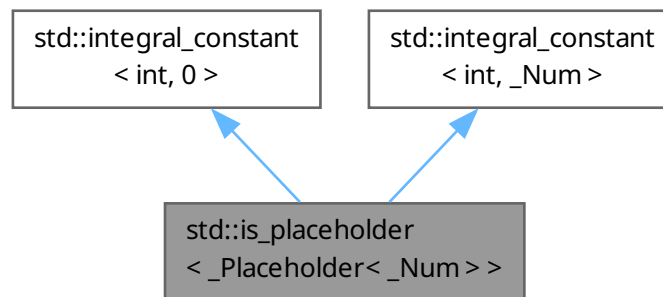 std::integral_constant
< int, 0 >
std::integral_constant
< int, _Num >
std::is_placeholder
< _Placeholder< _Num > >